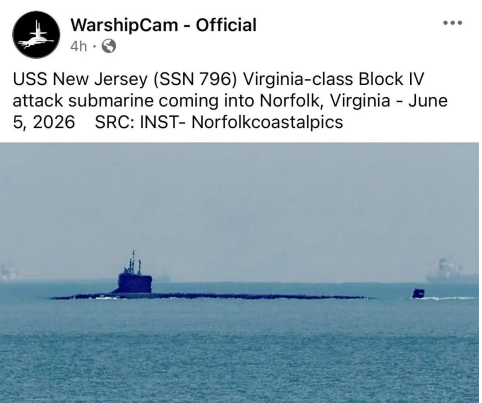 WarshipCam - Official
4h ·
USS New Jersey (SSN 796) Virginia-class Block IV
attack submarine coming into Norfolk, Virginia - June
5, 2026    SRC: INST- Norfolkcoastalpics